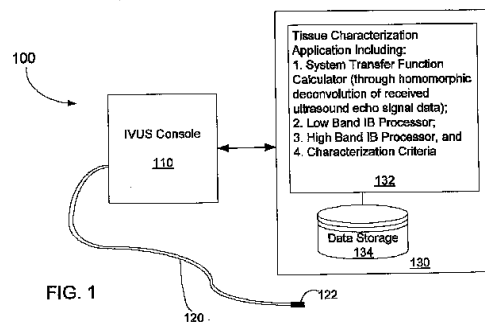 100
IVUS Console
110
Tissue Characterization
Application Including:
1. System Transfer Function
Calculator (through homomorphic
deconvolution of received
ultrasound echo signal data);
2. Low Band IB Processor;
3. High Band IB Processor, and
4. Characterization Criteria
132
Data Storage
134
130
122
120
FIG. 1